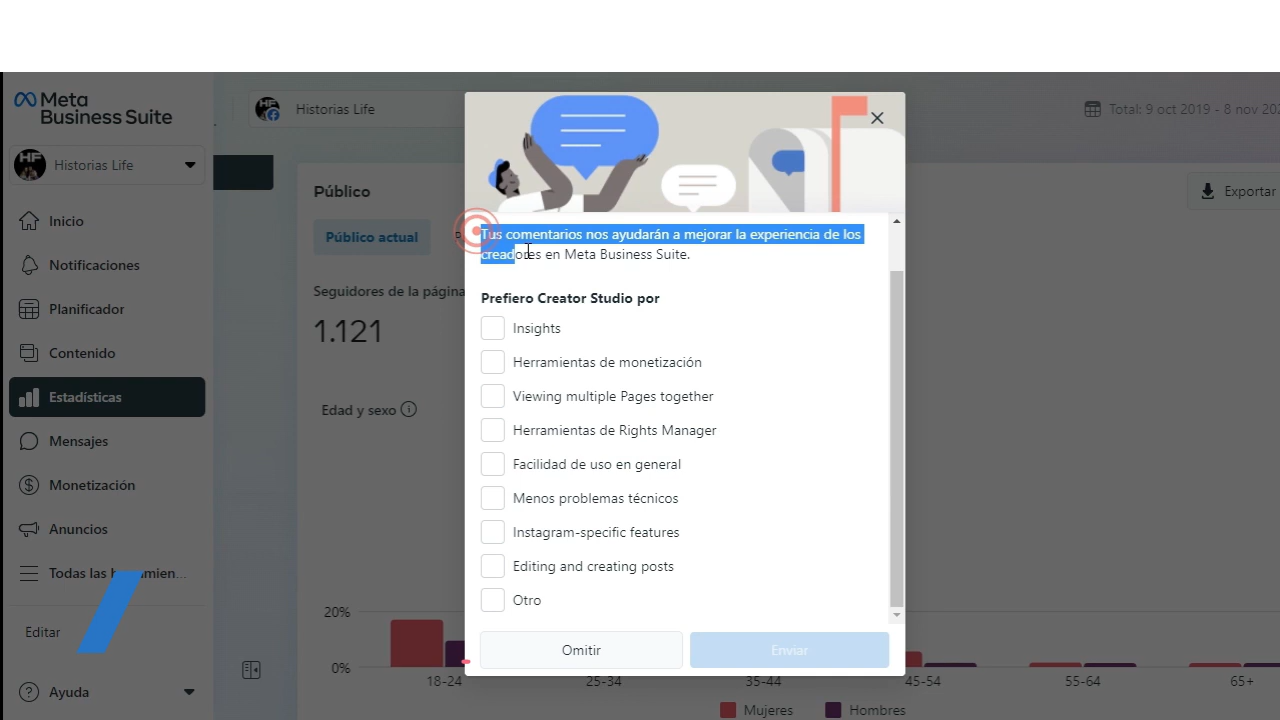 Meta
Business Suite
Historias Life
Inicio
Notificaciones
Planificador
Contenido
Estadísticas
Mensajes
Monetización
Anuncios
Todas las
Editar
Ayuda
Historias Life
Total: 9 oct 2019 - 8 nov
Público
Exportar
Público actual
Seguidores de la página
1.121
Edad y sexo
20%
0%
18-24
25-34
35-44
45-54
55-64
65+
Mujeres
Hombres
Tus comentarios nos ayudarán a mejorar la experiencia de los
creadores en Meta Business Suite.
Prefiero Creator Studio por
Insights
Herramientas de monetización
Viewing multiple Pages together
Herramientas de Rights Manager
Facilidad de uso en general
Menos problemas técnicos
Instagram-specific features
Editing and creating posts
Otro
Omitir
Enviar